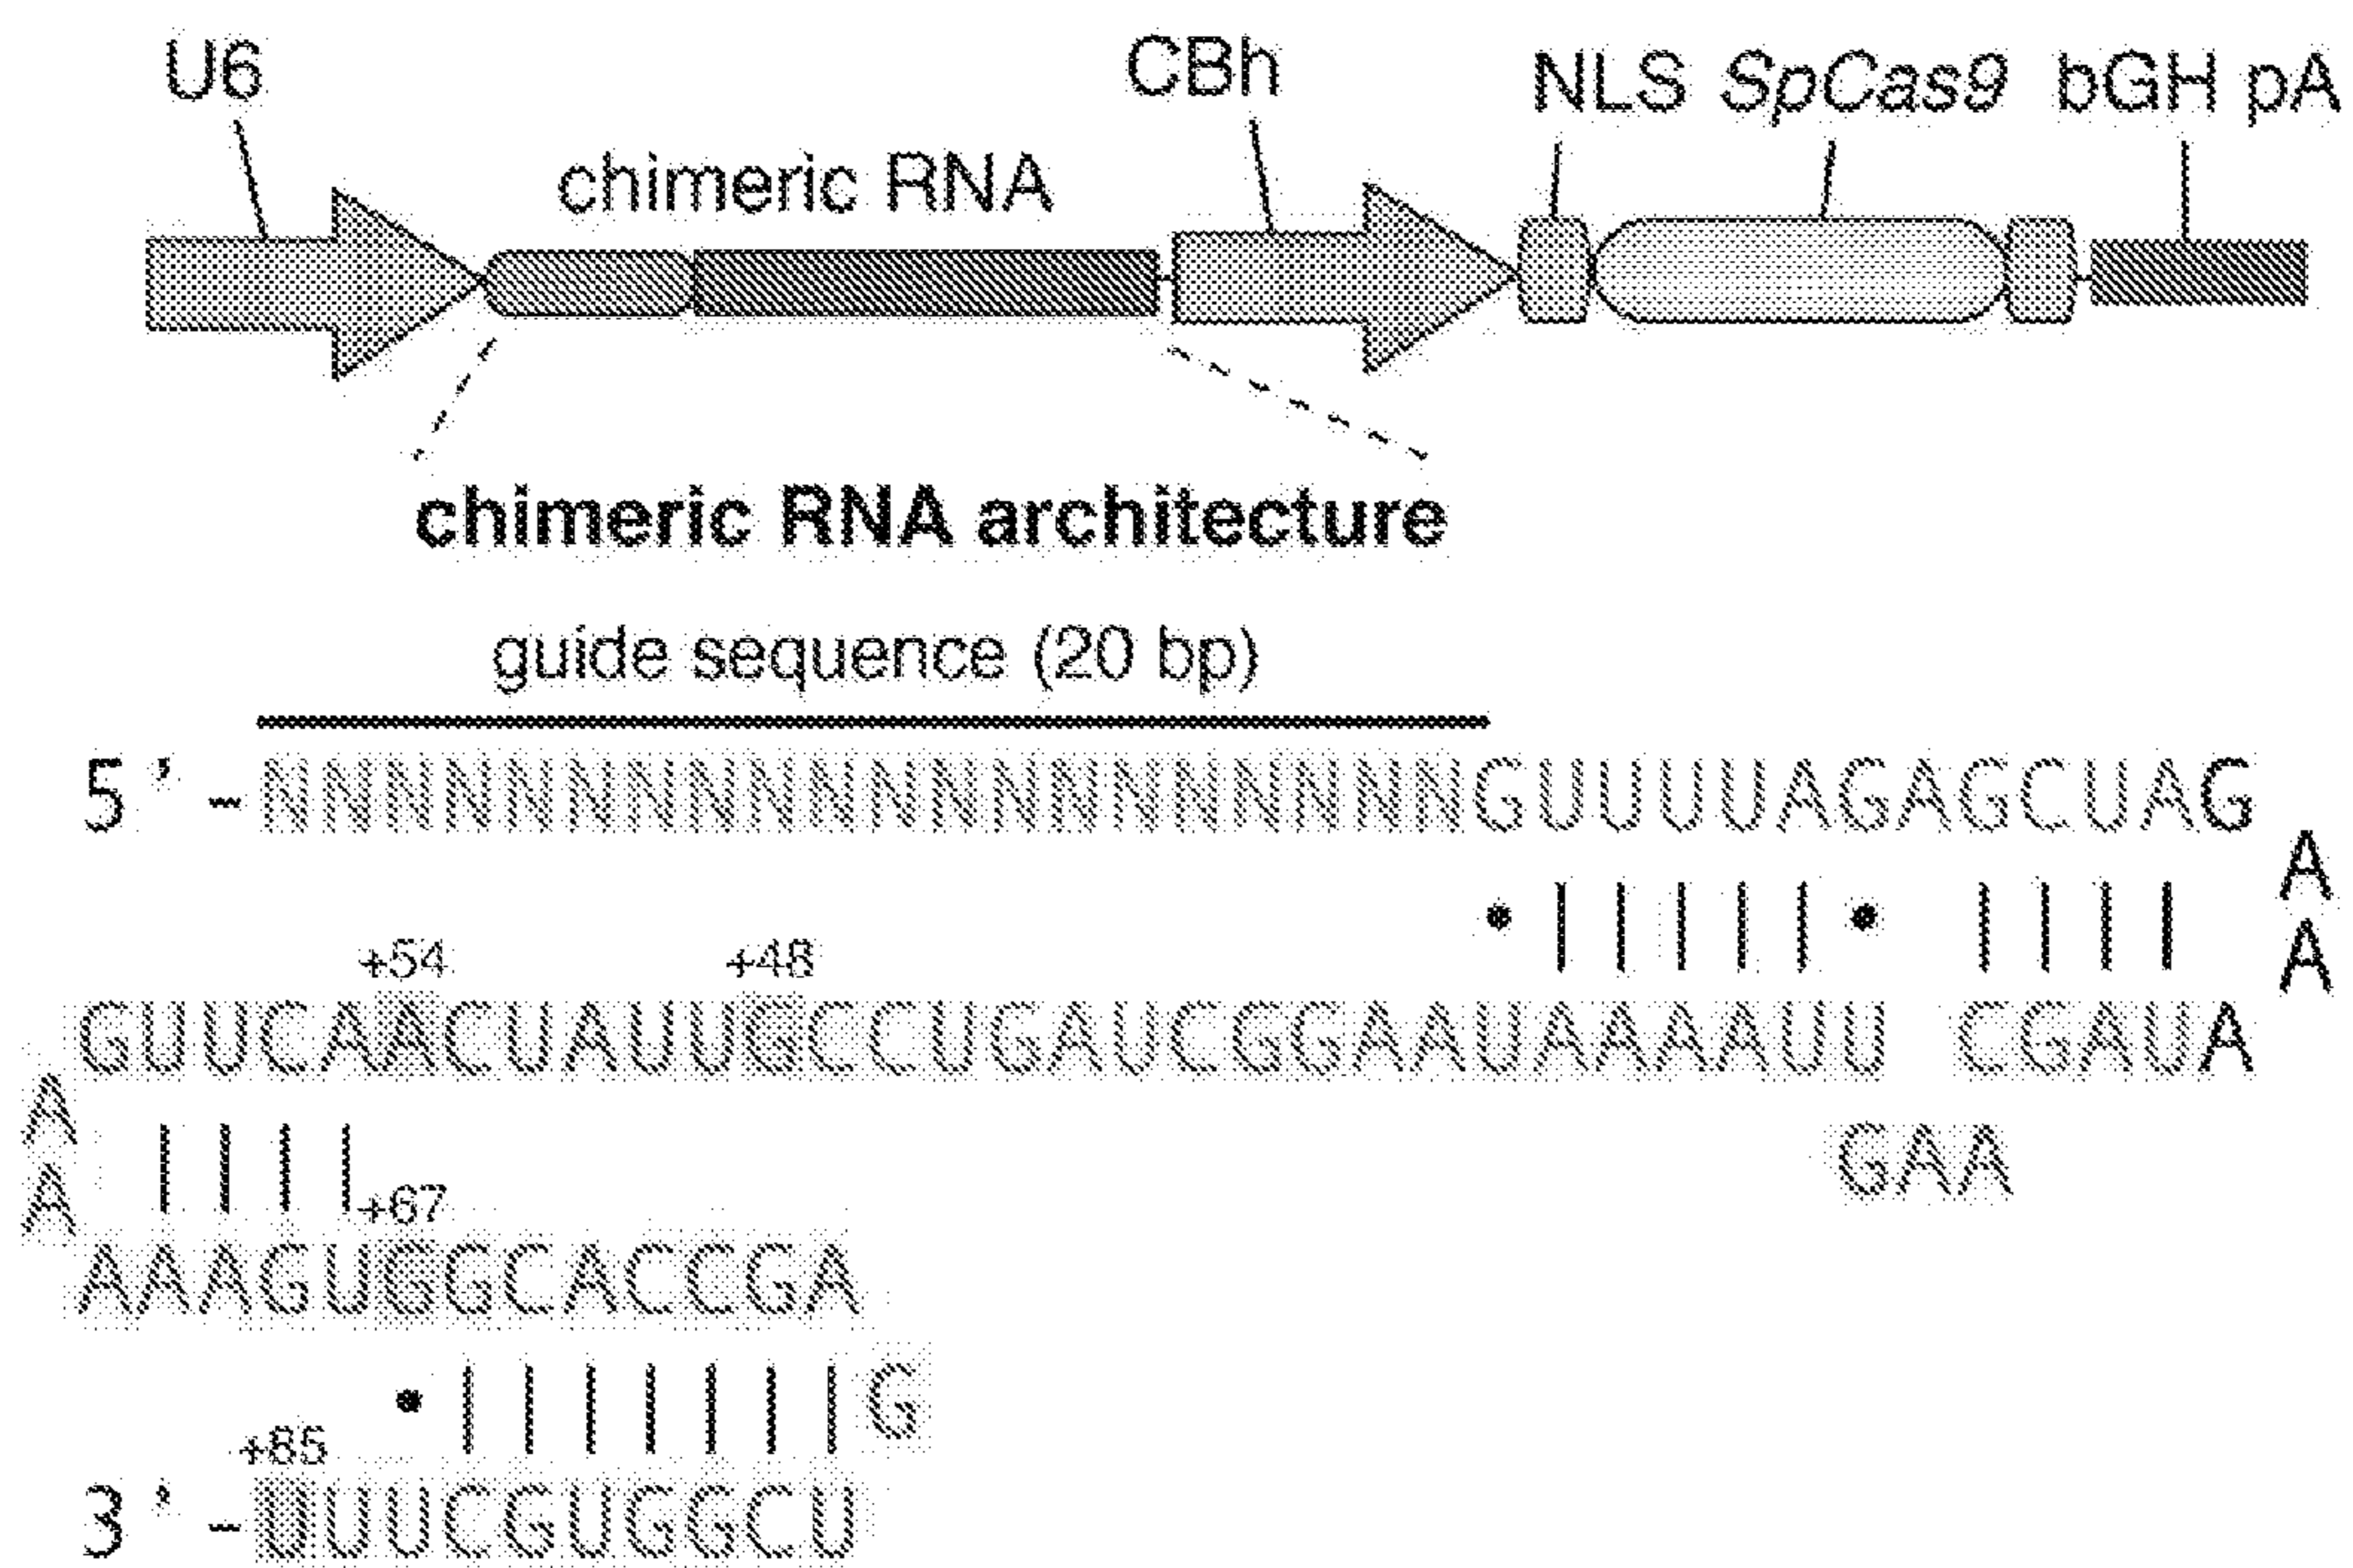 U6 CBh NLS SpCas9 bGH pA
chimeric RNA
chimeric RNA architecture
guide sequence (20 bp)
5'-NNNNNNNNNNNNNNNNNNNNGUUUUAGAGCUAG
A
A
+54 +48
GUUCAACUAUUGCCUGAUCGGAAUAAAAUU CGAUA
A
A
GAA
+67
AAAGUGGCACCGA
G
+85
3'-UUUCGUGGCU